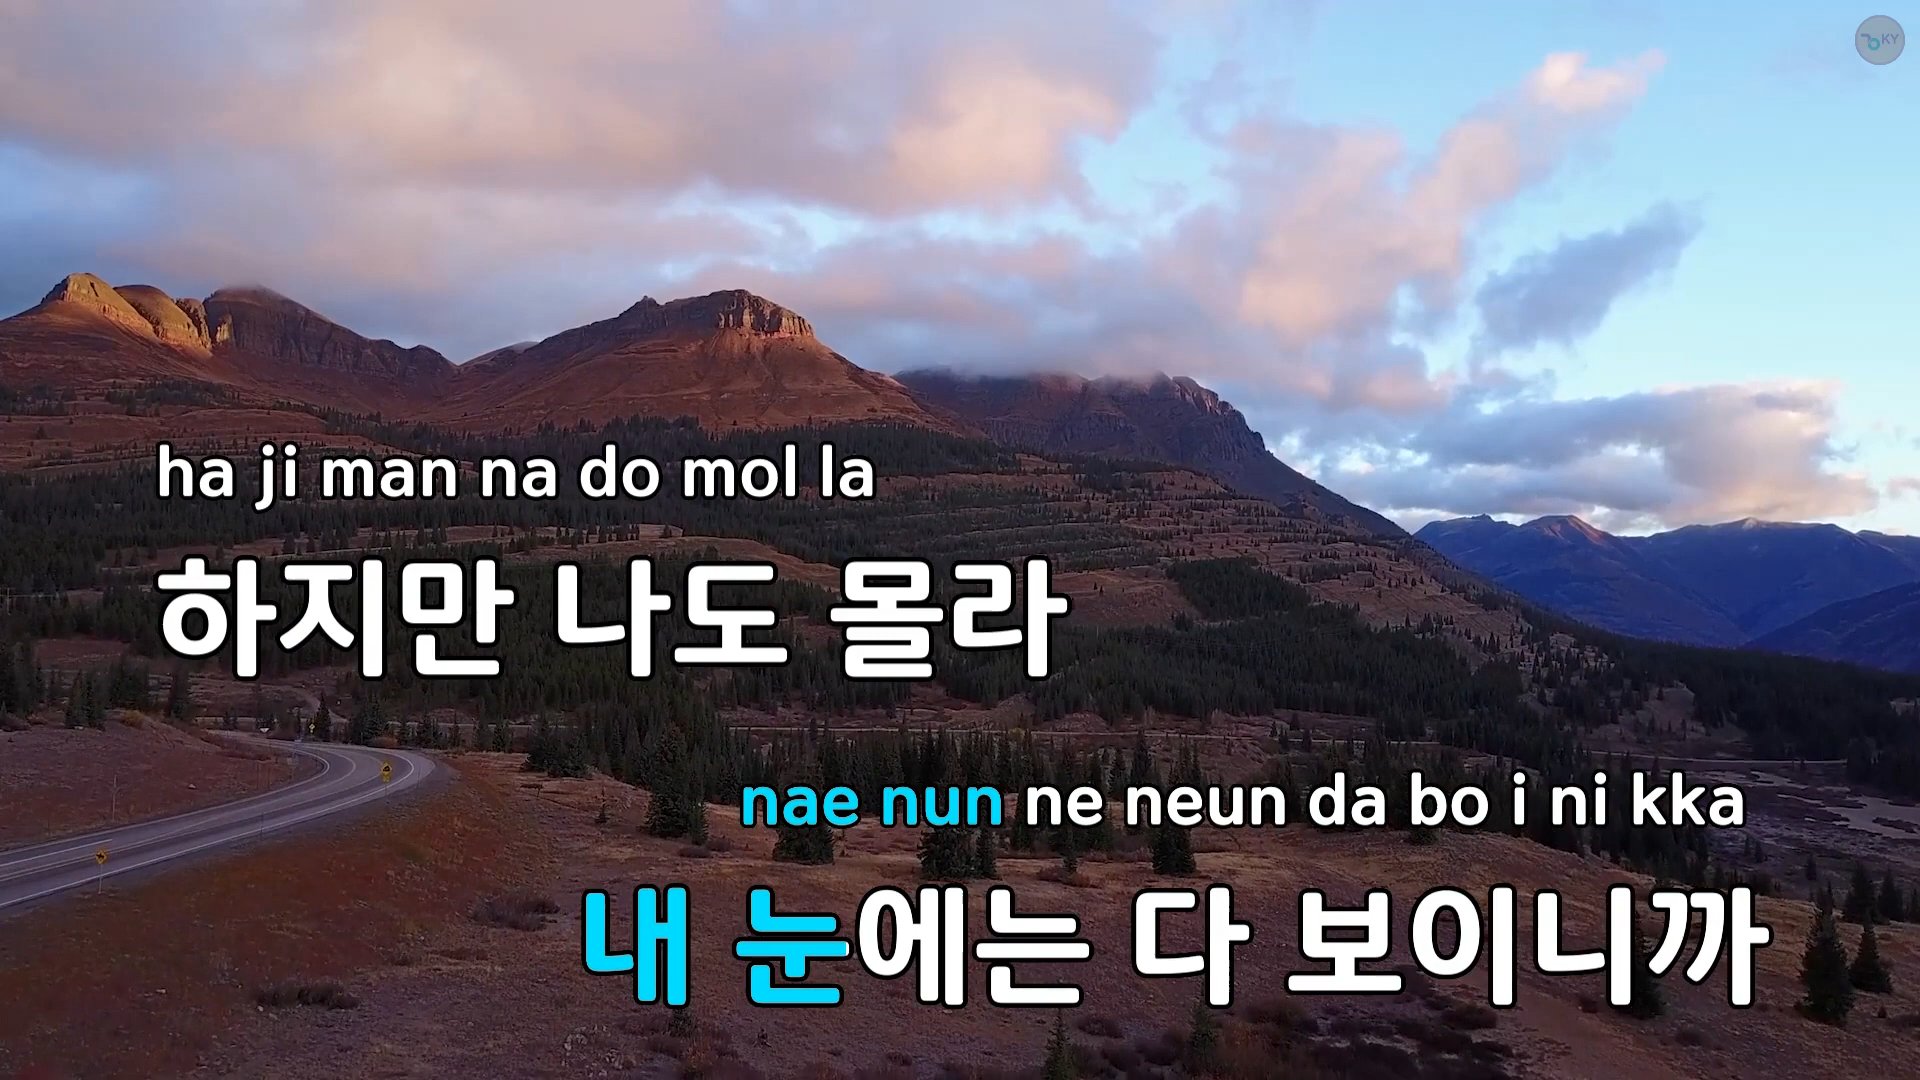 KY
ha ji man na do mol la
하지만 나도 몰라
nae nun ne neun da bo i ni kka
내 눈에는 다 보이니까